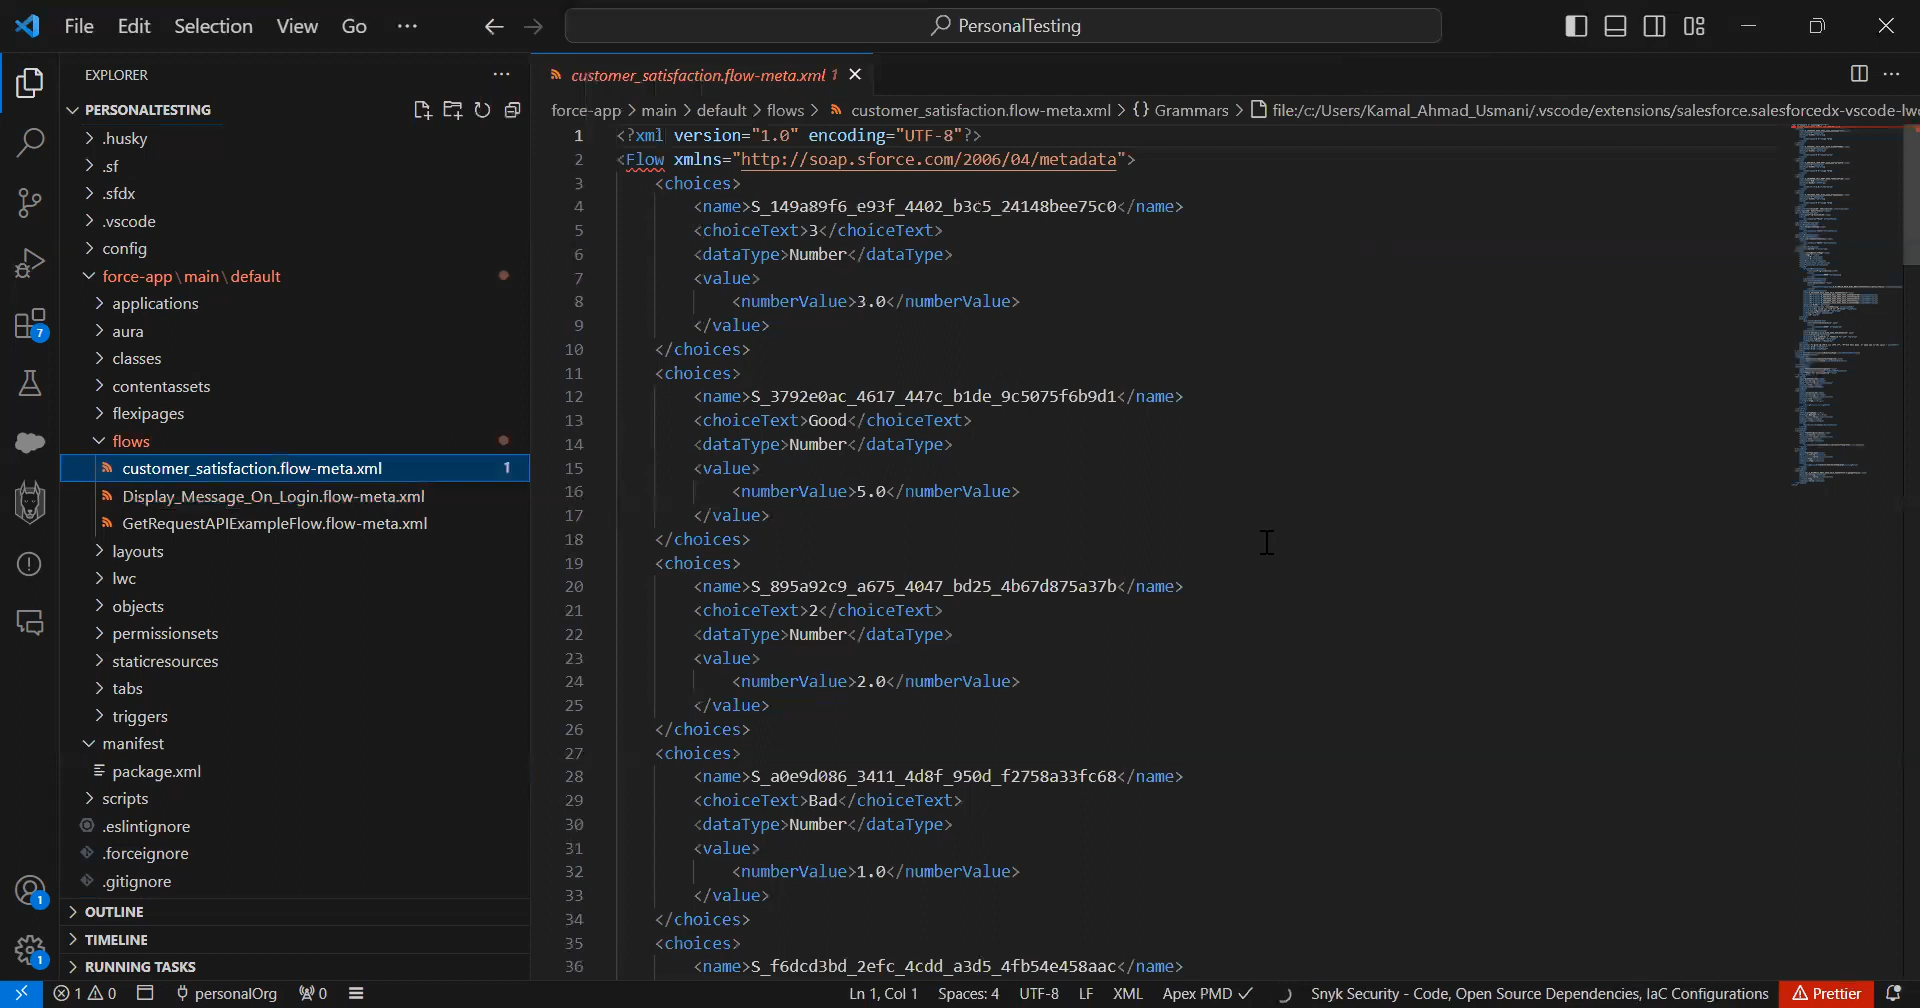 File Edit Selection View Go ··· PersonalTesting
EXPLORER
PERSONALTESTING
.husky
.sf
.sfdx
.vscode
config
force-app \ main \ default
applications
aura
classes
contentassets
flexipages
flows
customer_satisfaction.flow-meta.xml 1
Display_Message_On_Login.flow-meta.xml
GetRequestAPIExampleFlow.flow-meta.xml
layouts
lwc
objects
permissionsets
staticresources
tabs
triggers
manifest
package.xml
scripts
.eslintignore
.forceignore
.gitignore
OUTLINE
TIMELINE
RUNNING TASKS
7
1
1
customer_satisfaction.flow-meta.xml 1
force-app > main > default > flows > customer_satisfaction.flow-meta.xml > {} Grammars > file:/c:/Users/Kamal_Ahmad_Usmani/.vscode/extensions/salesforce.salesforcedx-vscode-lw
1 <?xml version="1.0" encoding="UTF-8"?>
2 <Flow xmlns="http://soap.sforce.com/2006/04/metadata">
3 <choices>
4 <name>S_149a89f6_e93f_4402_b3c5_24148bee75c0</name>
5 <choiceText>3</choiceText>
6 <dataType>Number</dataType>
7 <value>
8 <numberValue>3.0</numberValue>
9 </value>
10 </choices>
11 <choices>
12 <name>S_3792e0ac_4617_447c_b1de_9c5075f6b9d1</name>
13 <choiceText>Good</choiceText>
14 <dataType>Number</dataType>
15 <value>
16 <numberValue>5.0</numberValue>
17 </value>
18 </choices>
19 <choices>
20 <name>S_895a92c9_a675_4047_bd25_4b67d875a37b</name>
21 <choiceText>2</choiceText>
22 <dataType>Number</dataType>
23 <value>
24 <numberValue>2.0</numberValue>
25 </value>
26 </choices>
27 <choices>
28 <name>S_a0e9d086_3411_4d8f_950d_f2758a33fc68</name>
29 <choiceText>Bad</choiceText>
30 <dataType>Number</dataType>
31 <value>
32 <numberValue>1.0</numberValue>
33 </value>
34 </choices>
35 <choices>
36 <name>S_f6dcd3bd_2efc_4cdd_a3d5_4fb54e458aac</name>
1 0 personalOrg 0 Ln 1, Col 1 Spaces: 4 UTF-8 LF XML Apex PMD Snyk Security - Code, Open Source Dependencies, IaC Configurations Prettier